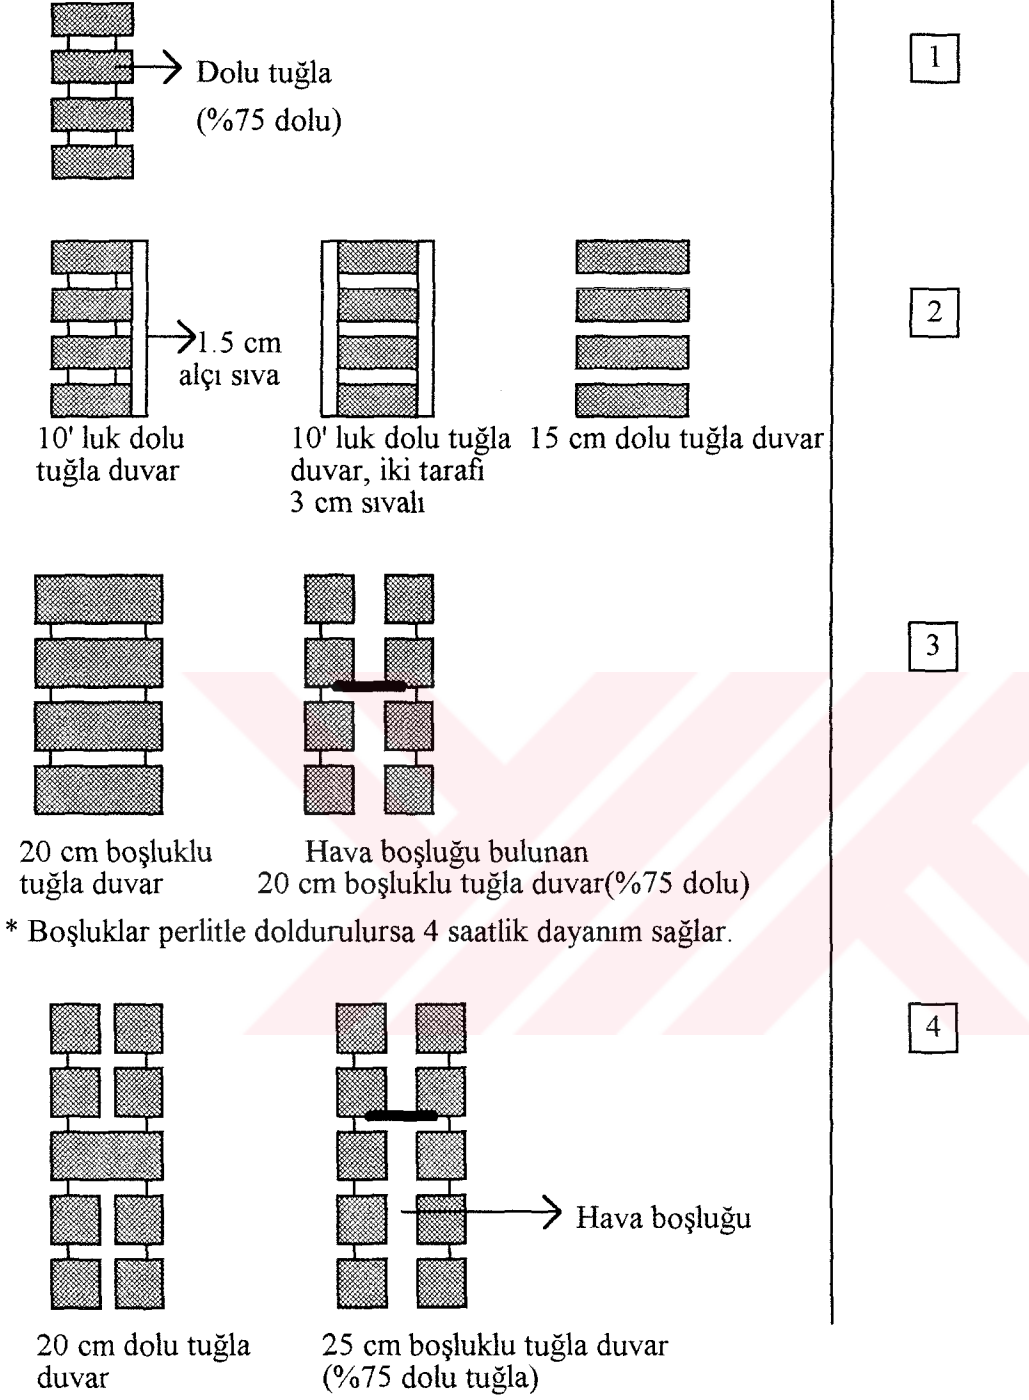 Dolu tuğla
(%75 dolu)
1
1.5 cm
alçı sıva
2
10' luk dolu
tuğla duvar
10' luk dolu tuğla
duvar, iki tarafı
3 cm sıvalı
15 cm dolu tuğla duvar
3
20 cm boşluklu
tuğla duvar
Hava boşluğu bulunan
20 cm boşluklu tuğla duvar(%75 dolu)
* Boşluklar perlitle doldurulursa 4 saatlik dayanım sağlar.
4
Hava boşluğu
20 cm dolu tuğla
duvar
25 cm boşluklu tuğla duvar
(%75 dolu tuğla)